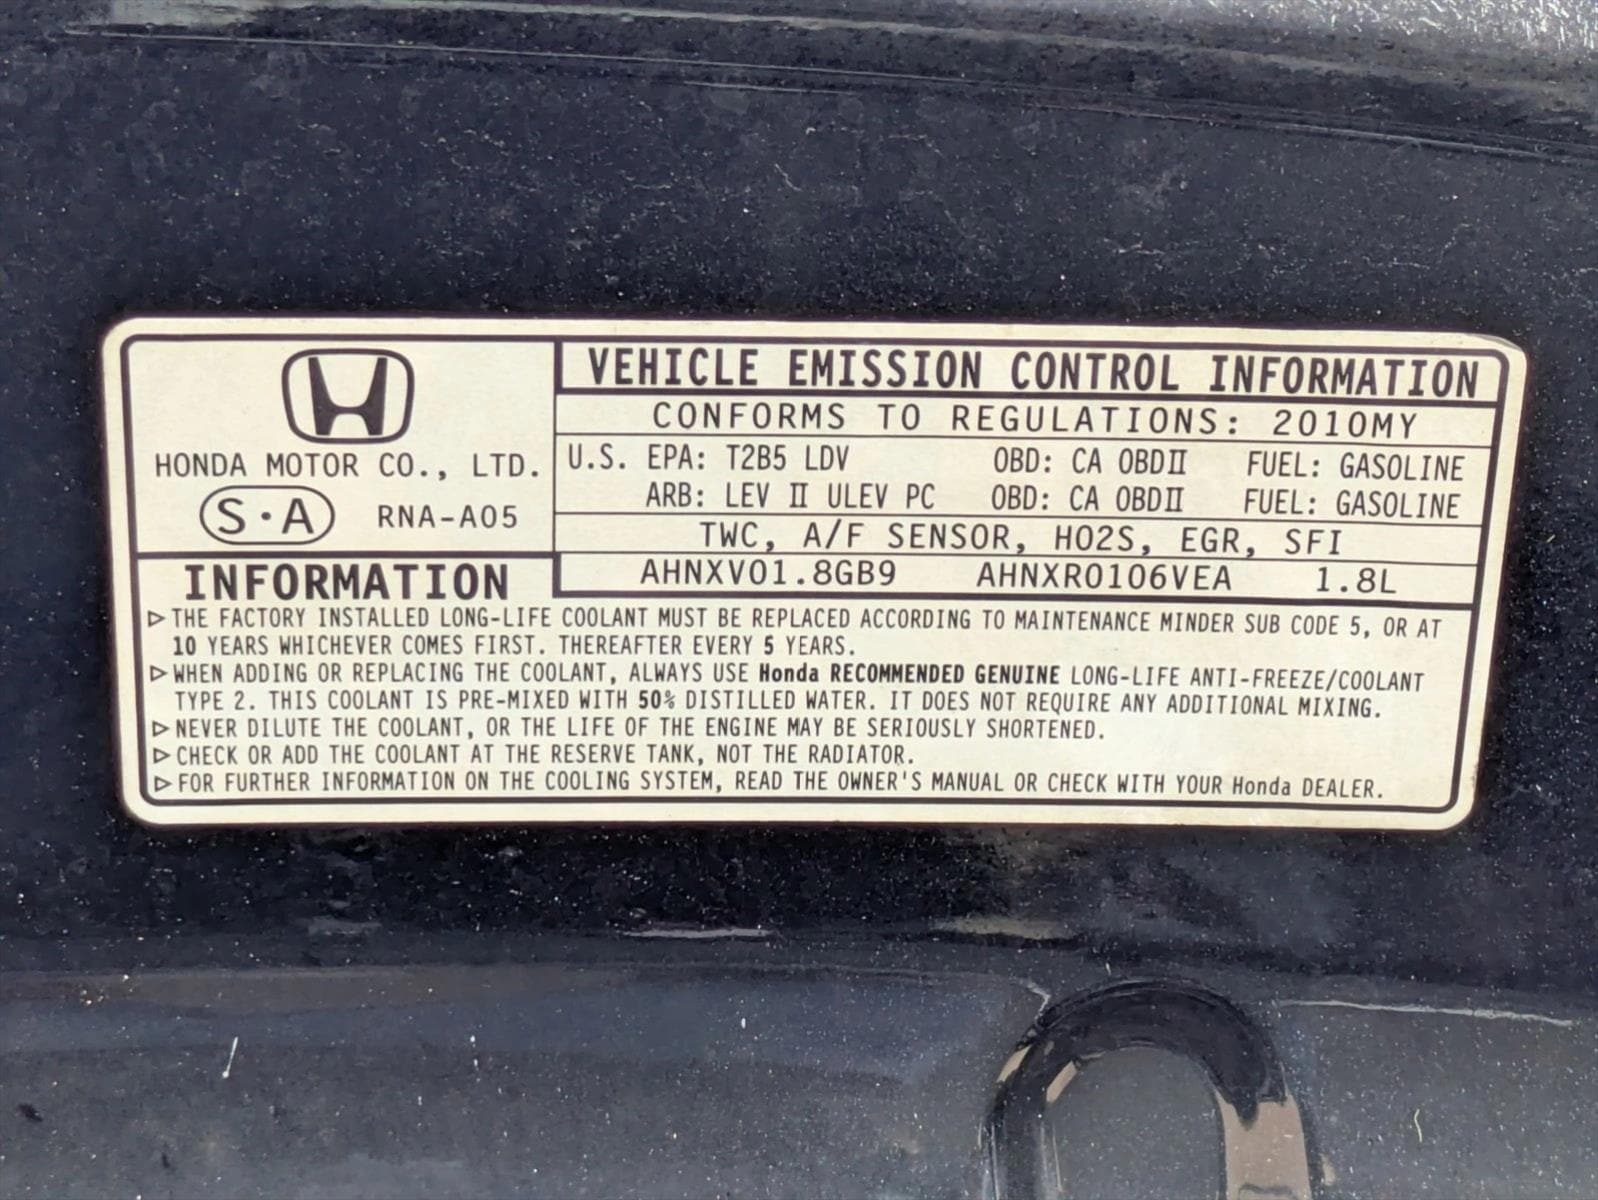 VEHICLE EMISSION CONTROL INFORMATION
CONFORMS TO REGULATIONS: 2010MY
HONDA MOTOR CO., LTD.
S·A RNA-A05
U.S. EPA: T2B5 LDV OBD: CA OBDⅡ FUEL: GASOLINE
ARB: LEV Ⅱ ULEV PC OBD: CA OBDⅡ FUEL: GASOLINE
TWC, A/F SENSOR, HO2S, EGR, SFI
AHNXV01.8GB9 AHNXR0106VEA 1.8L
INFORMATION
▷ THE FACTORY INSTALLED LONG-LIFE COOLANT MUST BE REPLACED ACCORDING TO MAINTENANCE MINDER SUB CODE 5, OR AT
10 YEARS WHICHEVER COMES FIRST. THEREAFTER EVERY 5 YEARS.
▷ WHEN ADDING OR REPLACING THE COOLANT, ALWAYS USE Honda RECOMMENDED GENUINE LONG-LIFE ANTI-FREEZE/COOLANT
TYPE 2. THIS COOLANT IS PRE-MIXED WITH 50% DISTILLED WATER. IT DOES NOT REQUIRE ANY ADDITIONAL MIXING.
▷ NEVER DILUTE THE COOLANT, OR THE LIFE OF THE ENGINE MAY BE SERIOUSLY SHORTENED.
▷ CHECK OR ADD THE COOLANT AT THE RESERVE TANK, NOT THE RADIATOR.
▷ FOR FURTHER INFORMATION ON THE COOLING SYSTEM, READ THE OWNER'S MANUAL OR CHECK WITH YOUR Honda DEALER.